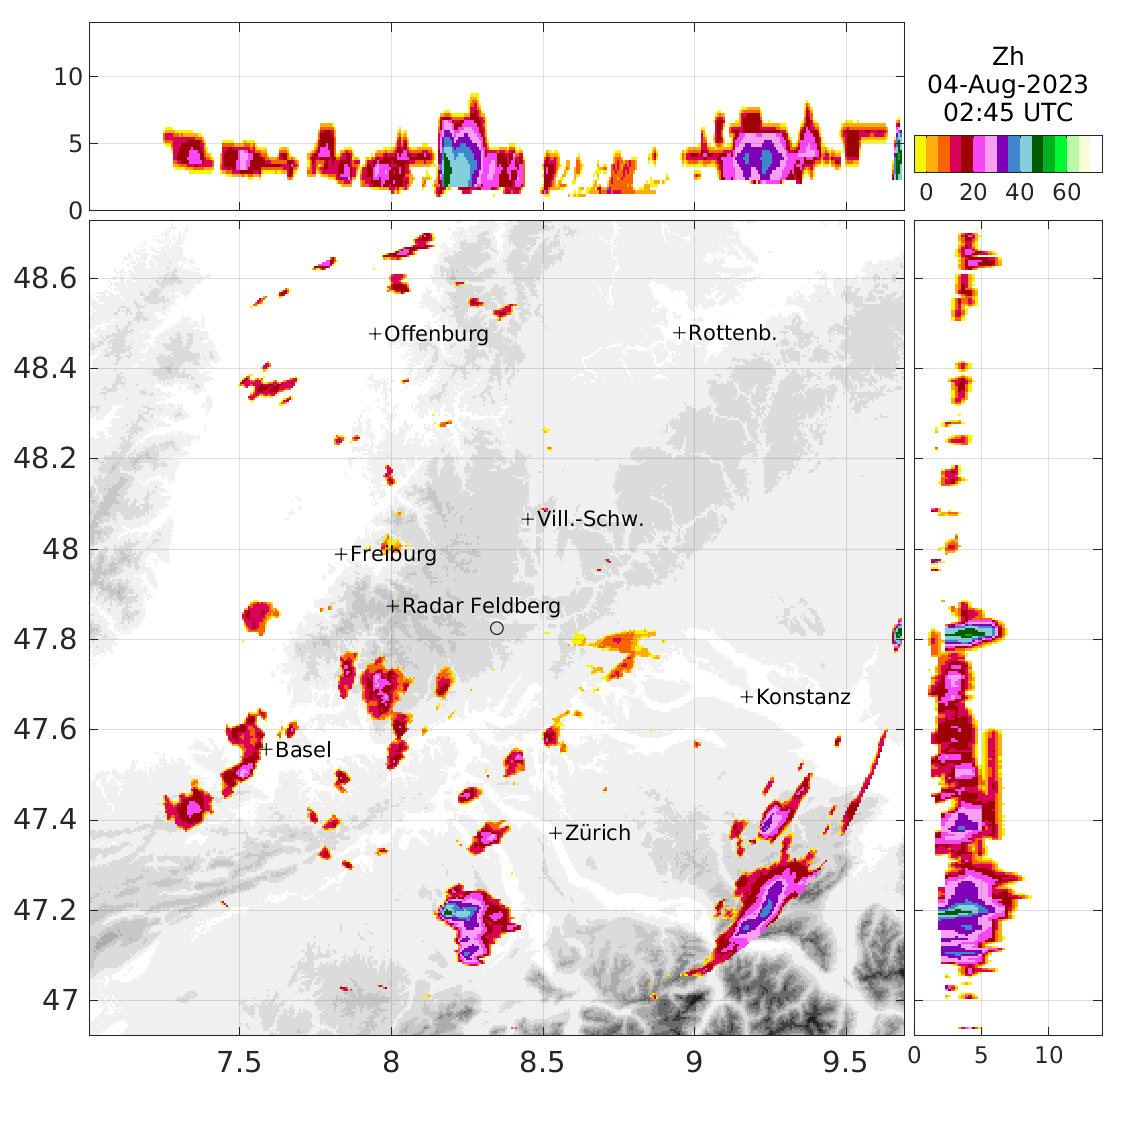 Zh
04-Aug-2023
02:45 UTC
0 20 40 60
10
5
0
48.6
48.4
48.2
48
47.8
47.6
47.4
47.2
47
+Offenburg
+Rottenb.
+Vill.-Schw.
+Freiburg
+Radar Feldberg
+Konstanz
+Basel
+Zürich
7.5 8 8.5 9 9.5
0 5 10